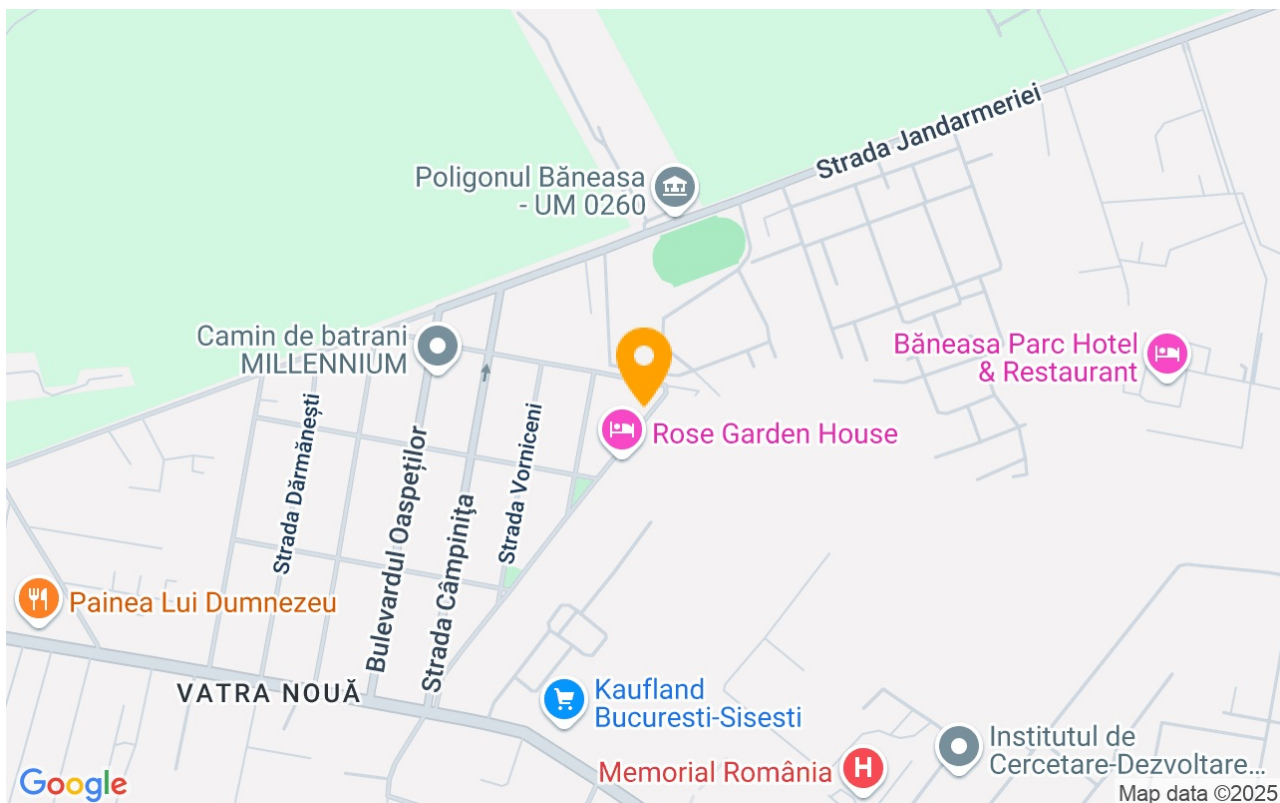 Strada Jandarmeriei
Poligonul Băneasa
- UM 0260
Camin de batrani
MILLENNIUM
Băneasa Parc Hotel
& Restaurant
Rose Garden House
Strada Dărmănești
Bulevardul Oaspeților
Strada Câmpinița
Strada Vorniceni
Painea Lui Dumnezeu
VATRA NOUĂ
Kaufland
Bucuresti-Sisesti
Memorial România
H
Institutul de
Cercetare-Dezvoltare...
Google
Map data ©2025